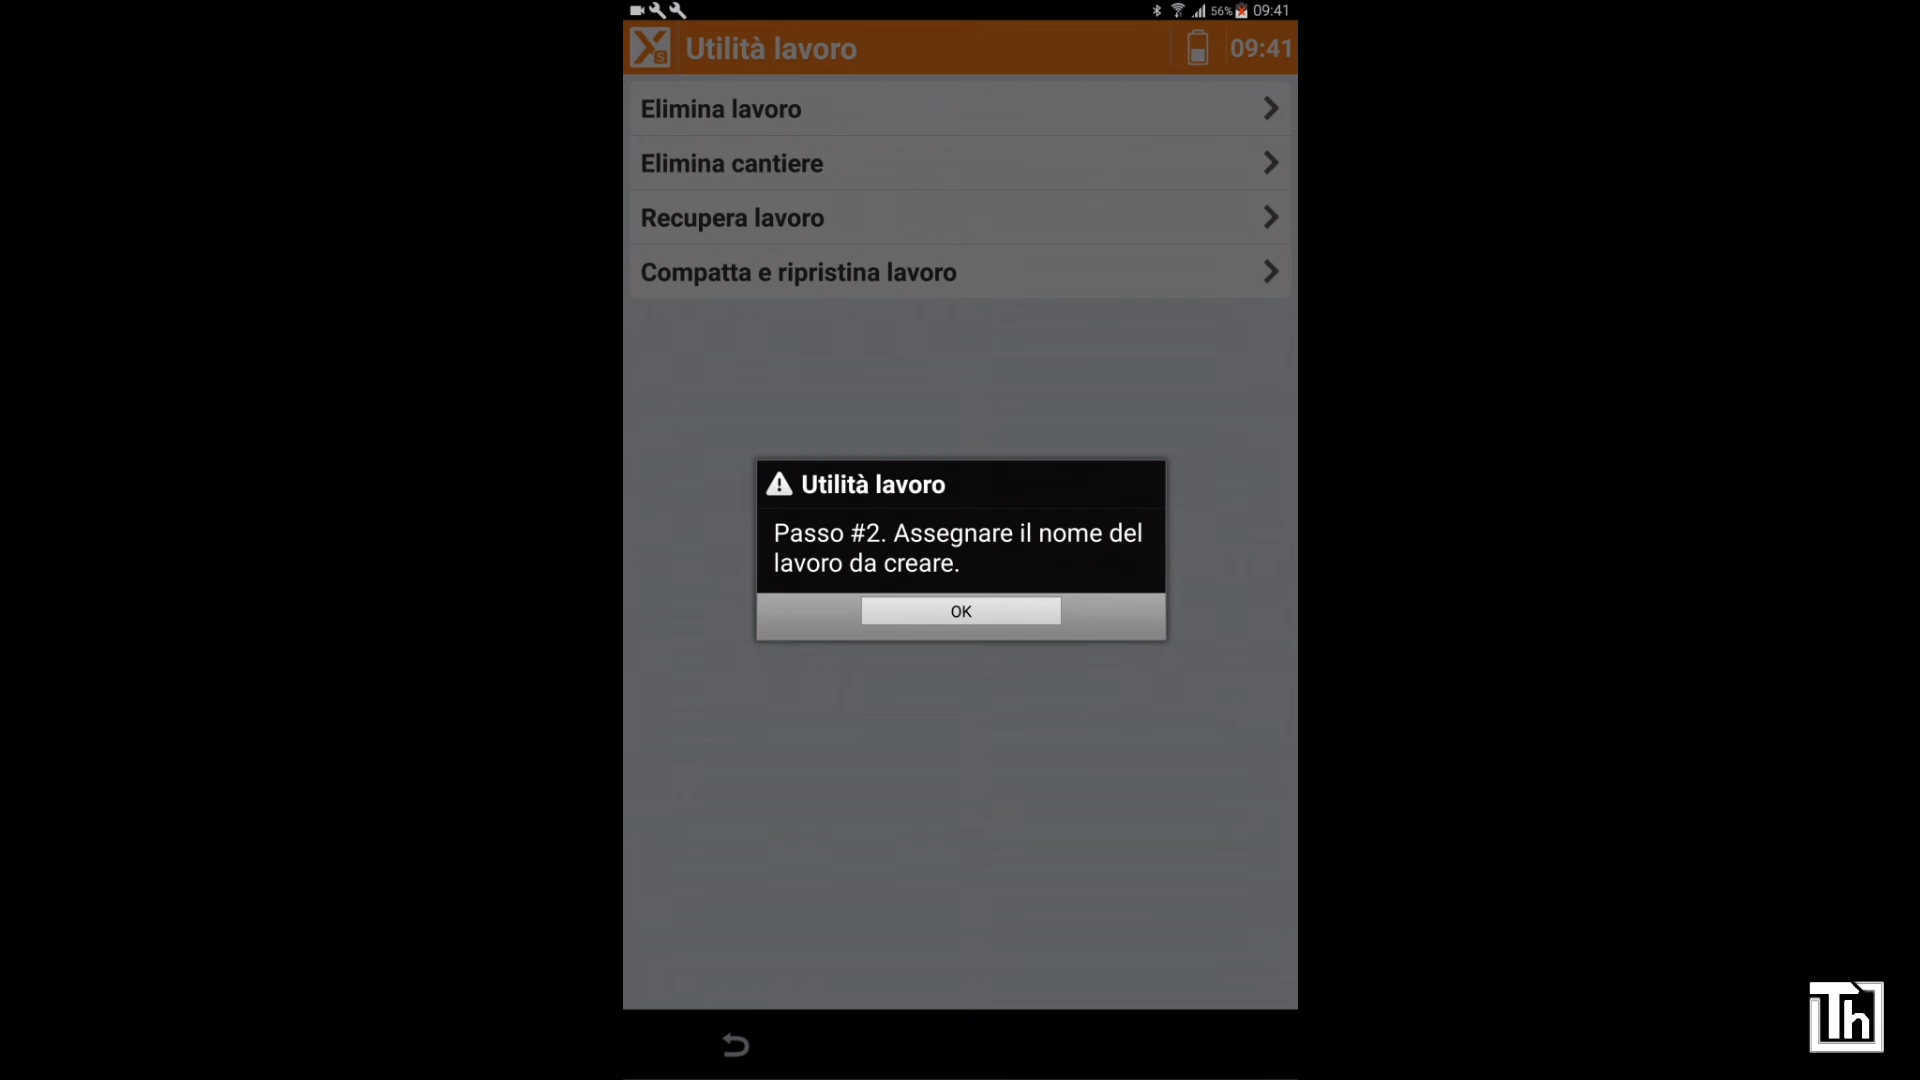 56% 09:41
Utilità lavoro 09:41
Elimina lavoro
Elimina cantiere
Recupera lavoro
Compatta e ripristina lavoro
Utilità lavoro
Passo #2. Assegnare il nome del
lavoro da creare.
OK
Th